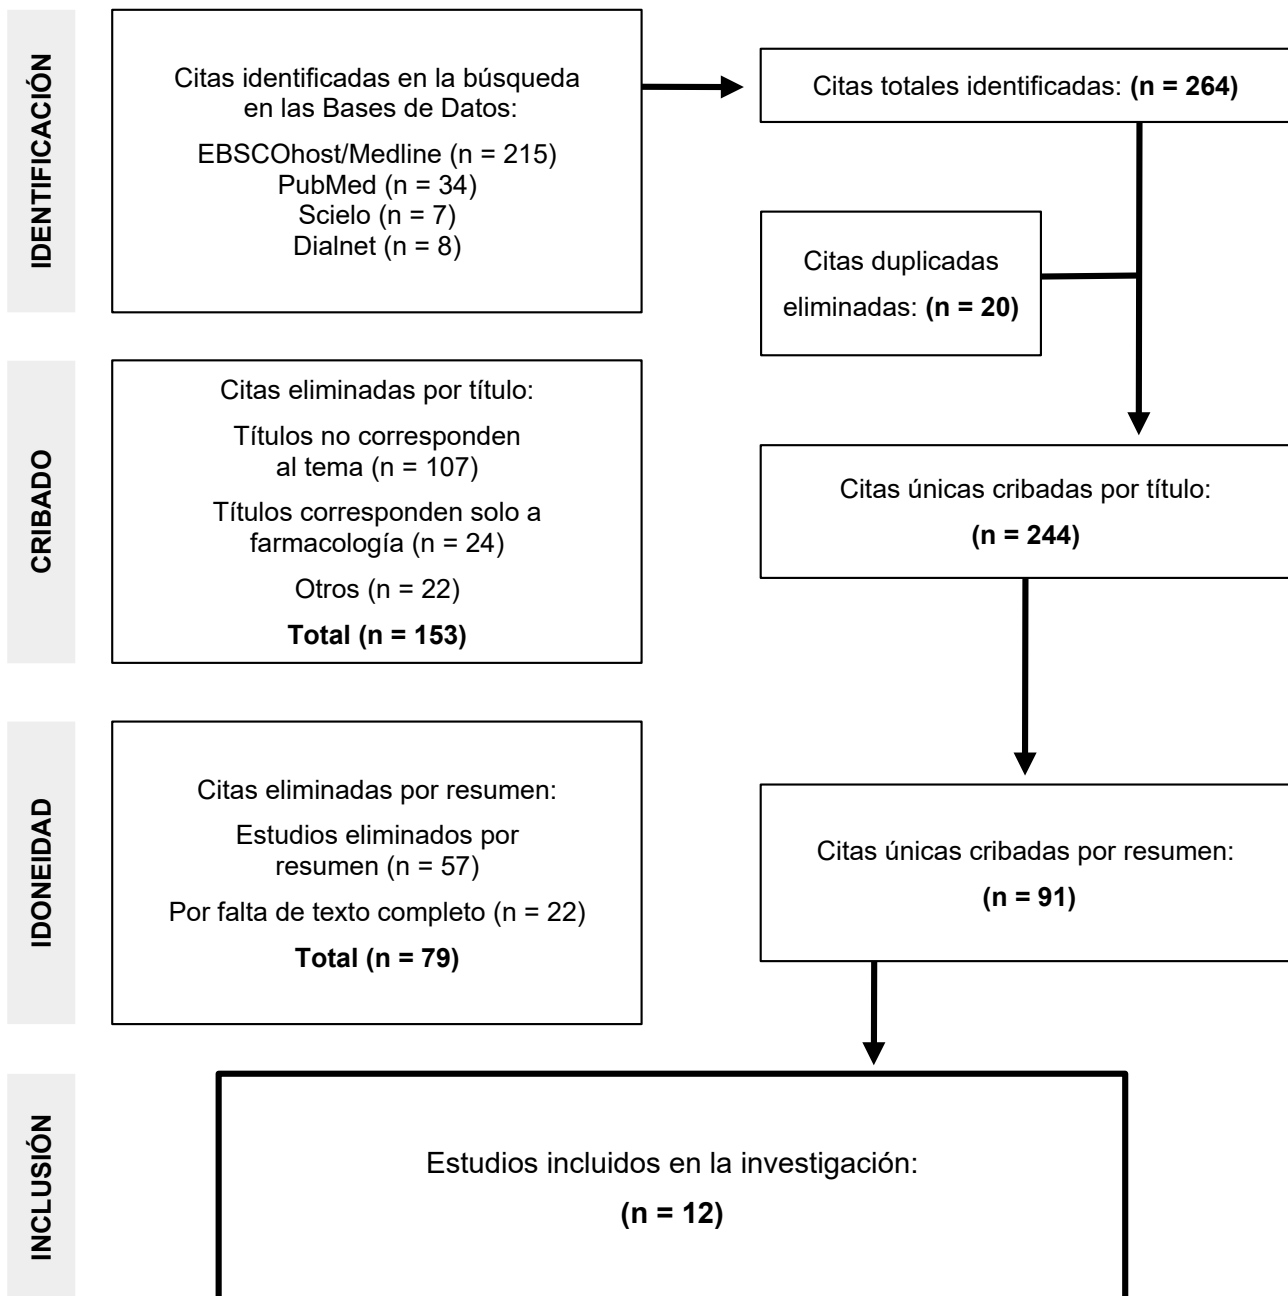 IDENTIFICACIÓN
Citas identificadas en la búsqueda
en las Bases de Datos:
EBSCOhost/Medline (n = 215)
PubMed (n = 34)
Scielo (n = 7)
Dialnet (n = 8)
Citas totales identificadas: (n = 264)
Citas duplicadas
eliminadas: (n = 20)
CRIBADO
Citas eliminadas por título:
Títulos no corresponden
al tema (n = 107)
Títulos corresponden solo a
farmacología (n = 24)
Otros (n = 22)
Total (n = 153)
Citas únicas cribadas por título:
(n = 244)
IDONEIDAD
Citas eliminadas por resumen:
Estudios eliminados por
resumen (n = 57)
Por falta de texto completo (n = 22)
Total (n = 79)
Citas únicas cribadas por resumen:
(n = 91)
INCLUSIÓN
Estudios incluidos en la investigación:
(n = 12)